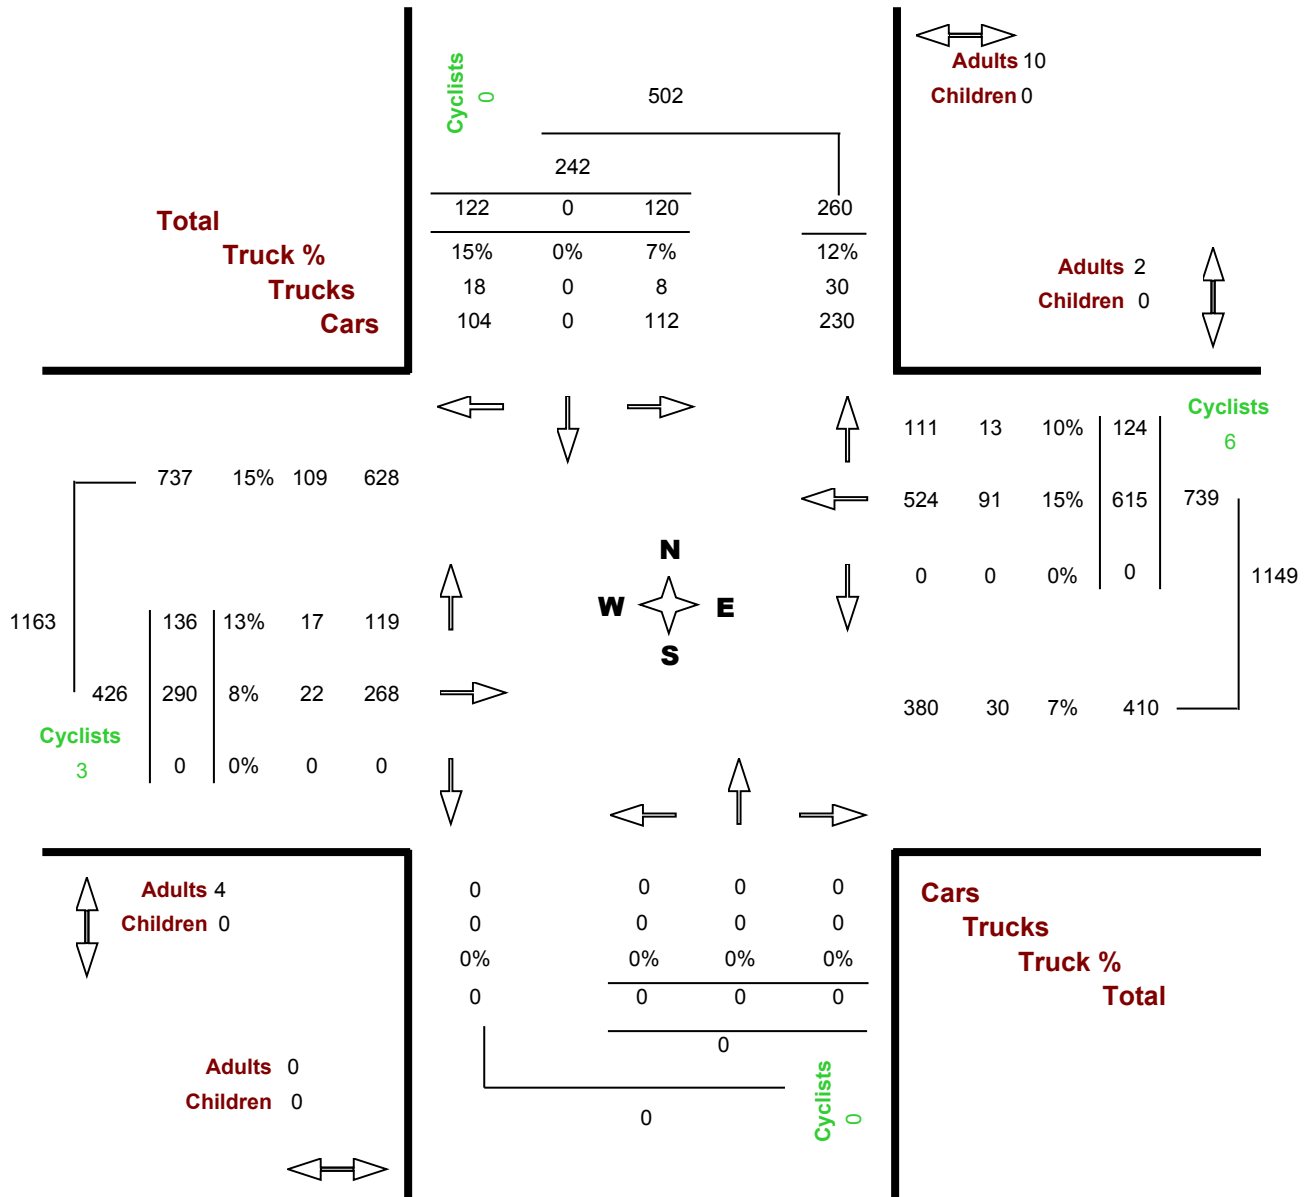 Adults 10
Children 0
Cyclists
0
502
242
122 0 120 260
Total
15% 0% 7% 12%
Truck %
18 0 8 30
Trucks
104 0 112 230
Cars
Adults 2
Children 0
Cyclists
6
111 13 10% 124
737 15% 109 628
524 91 15% 615 739
N
0 0 0% 0 1149
W E
S
1163 136 13% 17 119
426 290 8% 22 268
380 30 7% 410
Cyclists
3
0 0% 0 0
Adults 4
Children 0
0 0 0 0
0 0 0 0
0% 0% 0% 0%
0 0 0 0
0
Cars
Trucks
Truck %
Total
Adults 0
Children 0
0
Cyclists
0